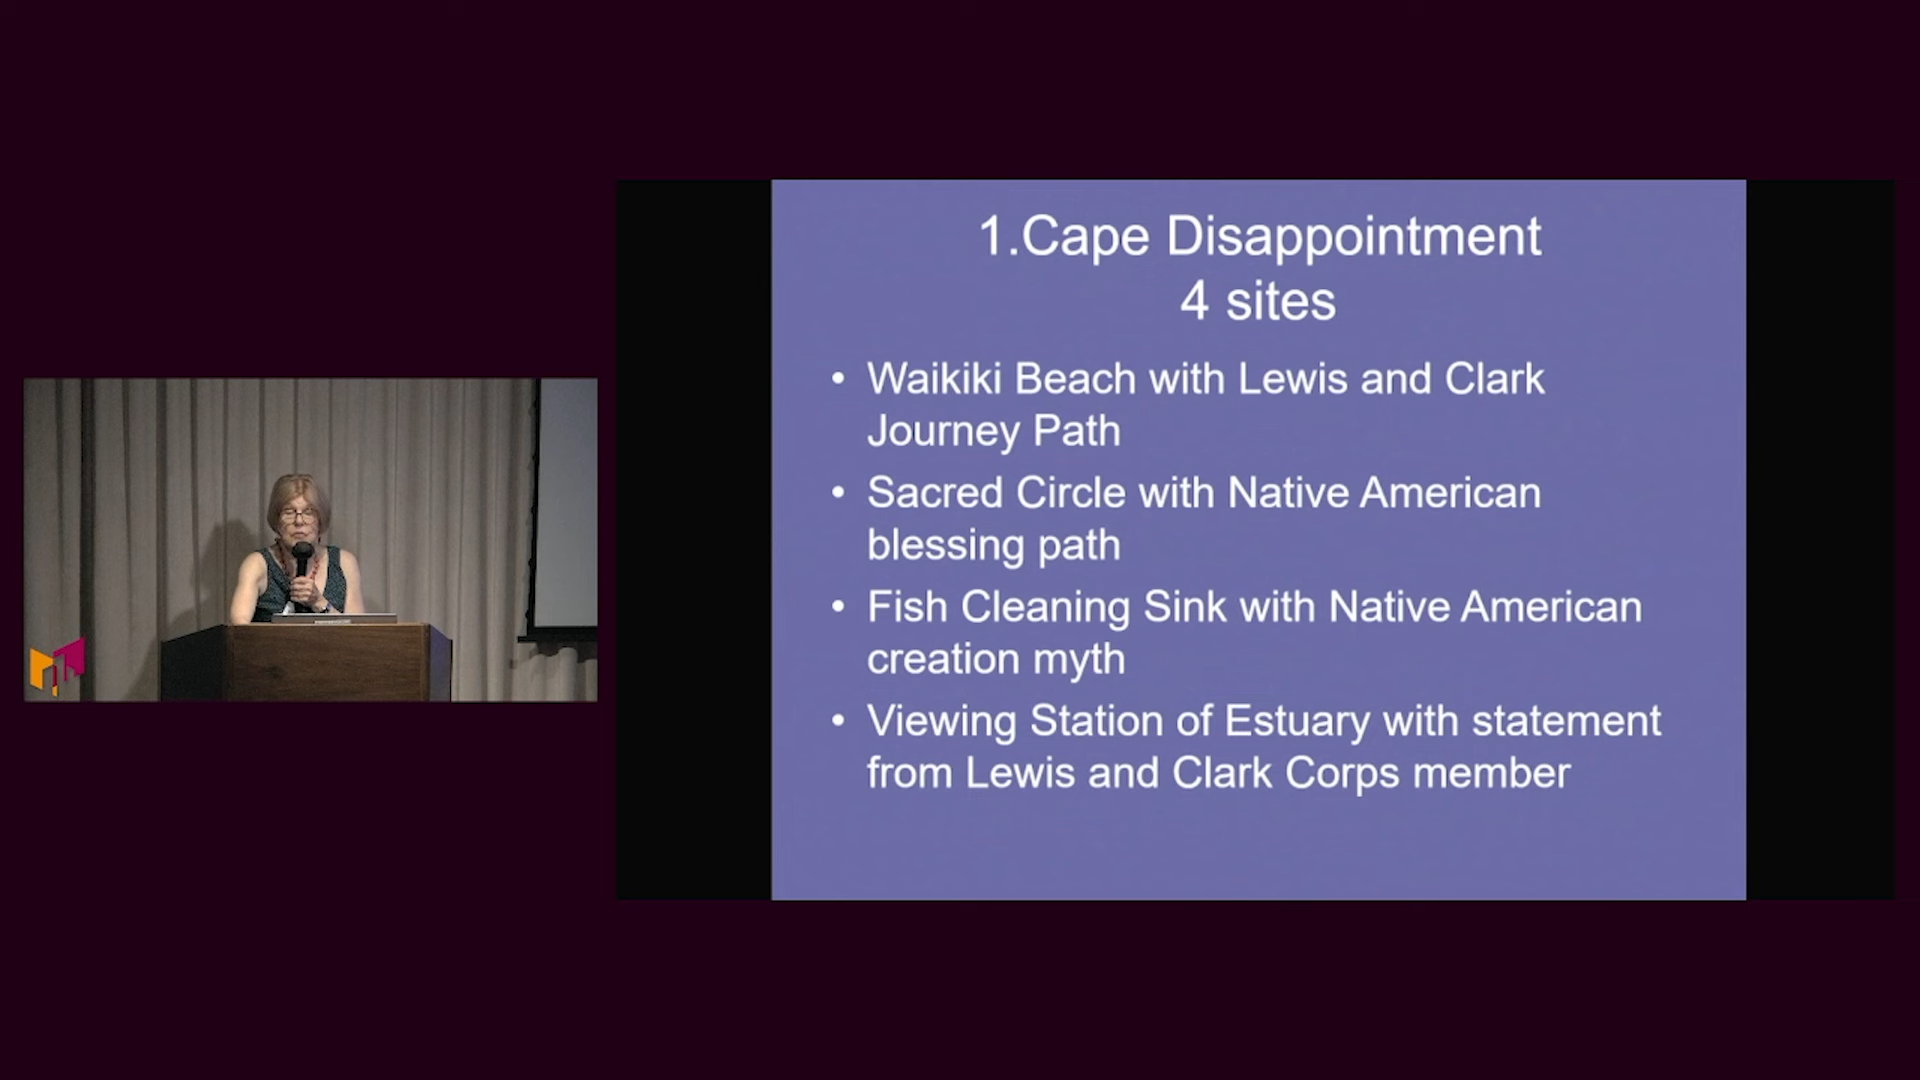 1.Cape Disappointment
4 sites
• Waikiki Beach with Lewis and Clark
Journey Path
• Sacred Circle with Native American
blessing path
• Fish Cleaning Sink with Native American
creation myth
• Viewing Station of Estuary with statement
from Lewis and Clark Corps member